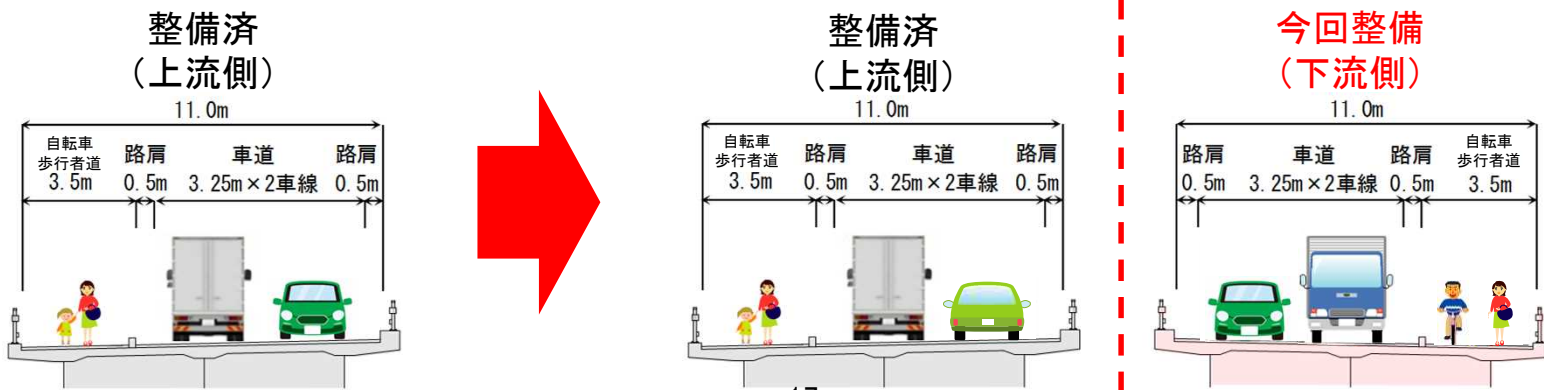 整備済
（上流側）
11.0m
自転車
歩行者道
3.5m
路肩
0.5m
車道
3.25m×2車線
路肩
0.5m
整備済
（上流側）
11.0m
自転車
歩行者道
3.5m
路肩
0.5m
車道
3.25m×2車線
路肩
0.5m
今回整備
（下流側）
11.0m
路肩
0.5m
車道
3.25m×2車線
路肩
0.5m
自転車
歩行者道
3.5m